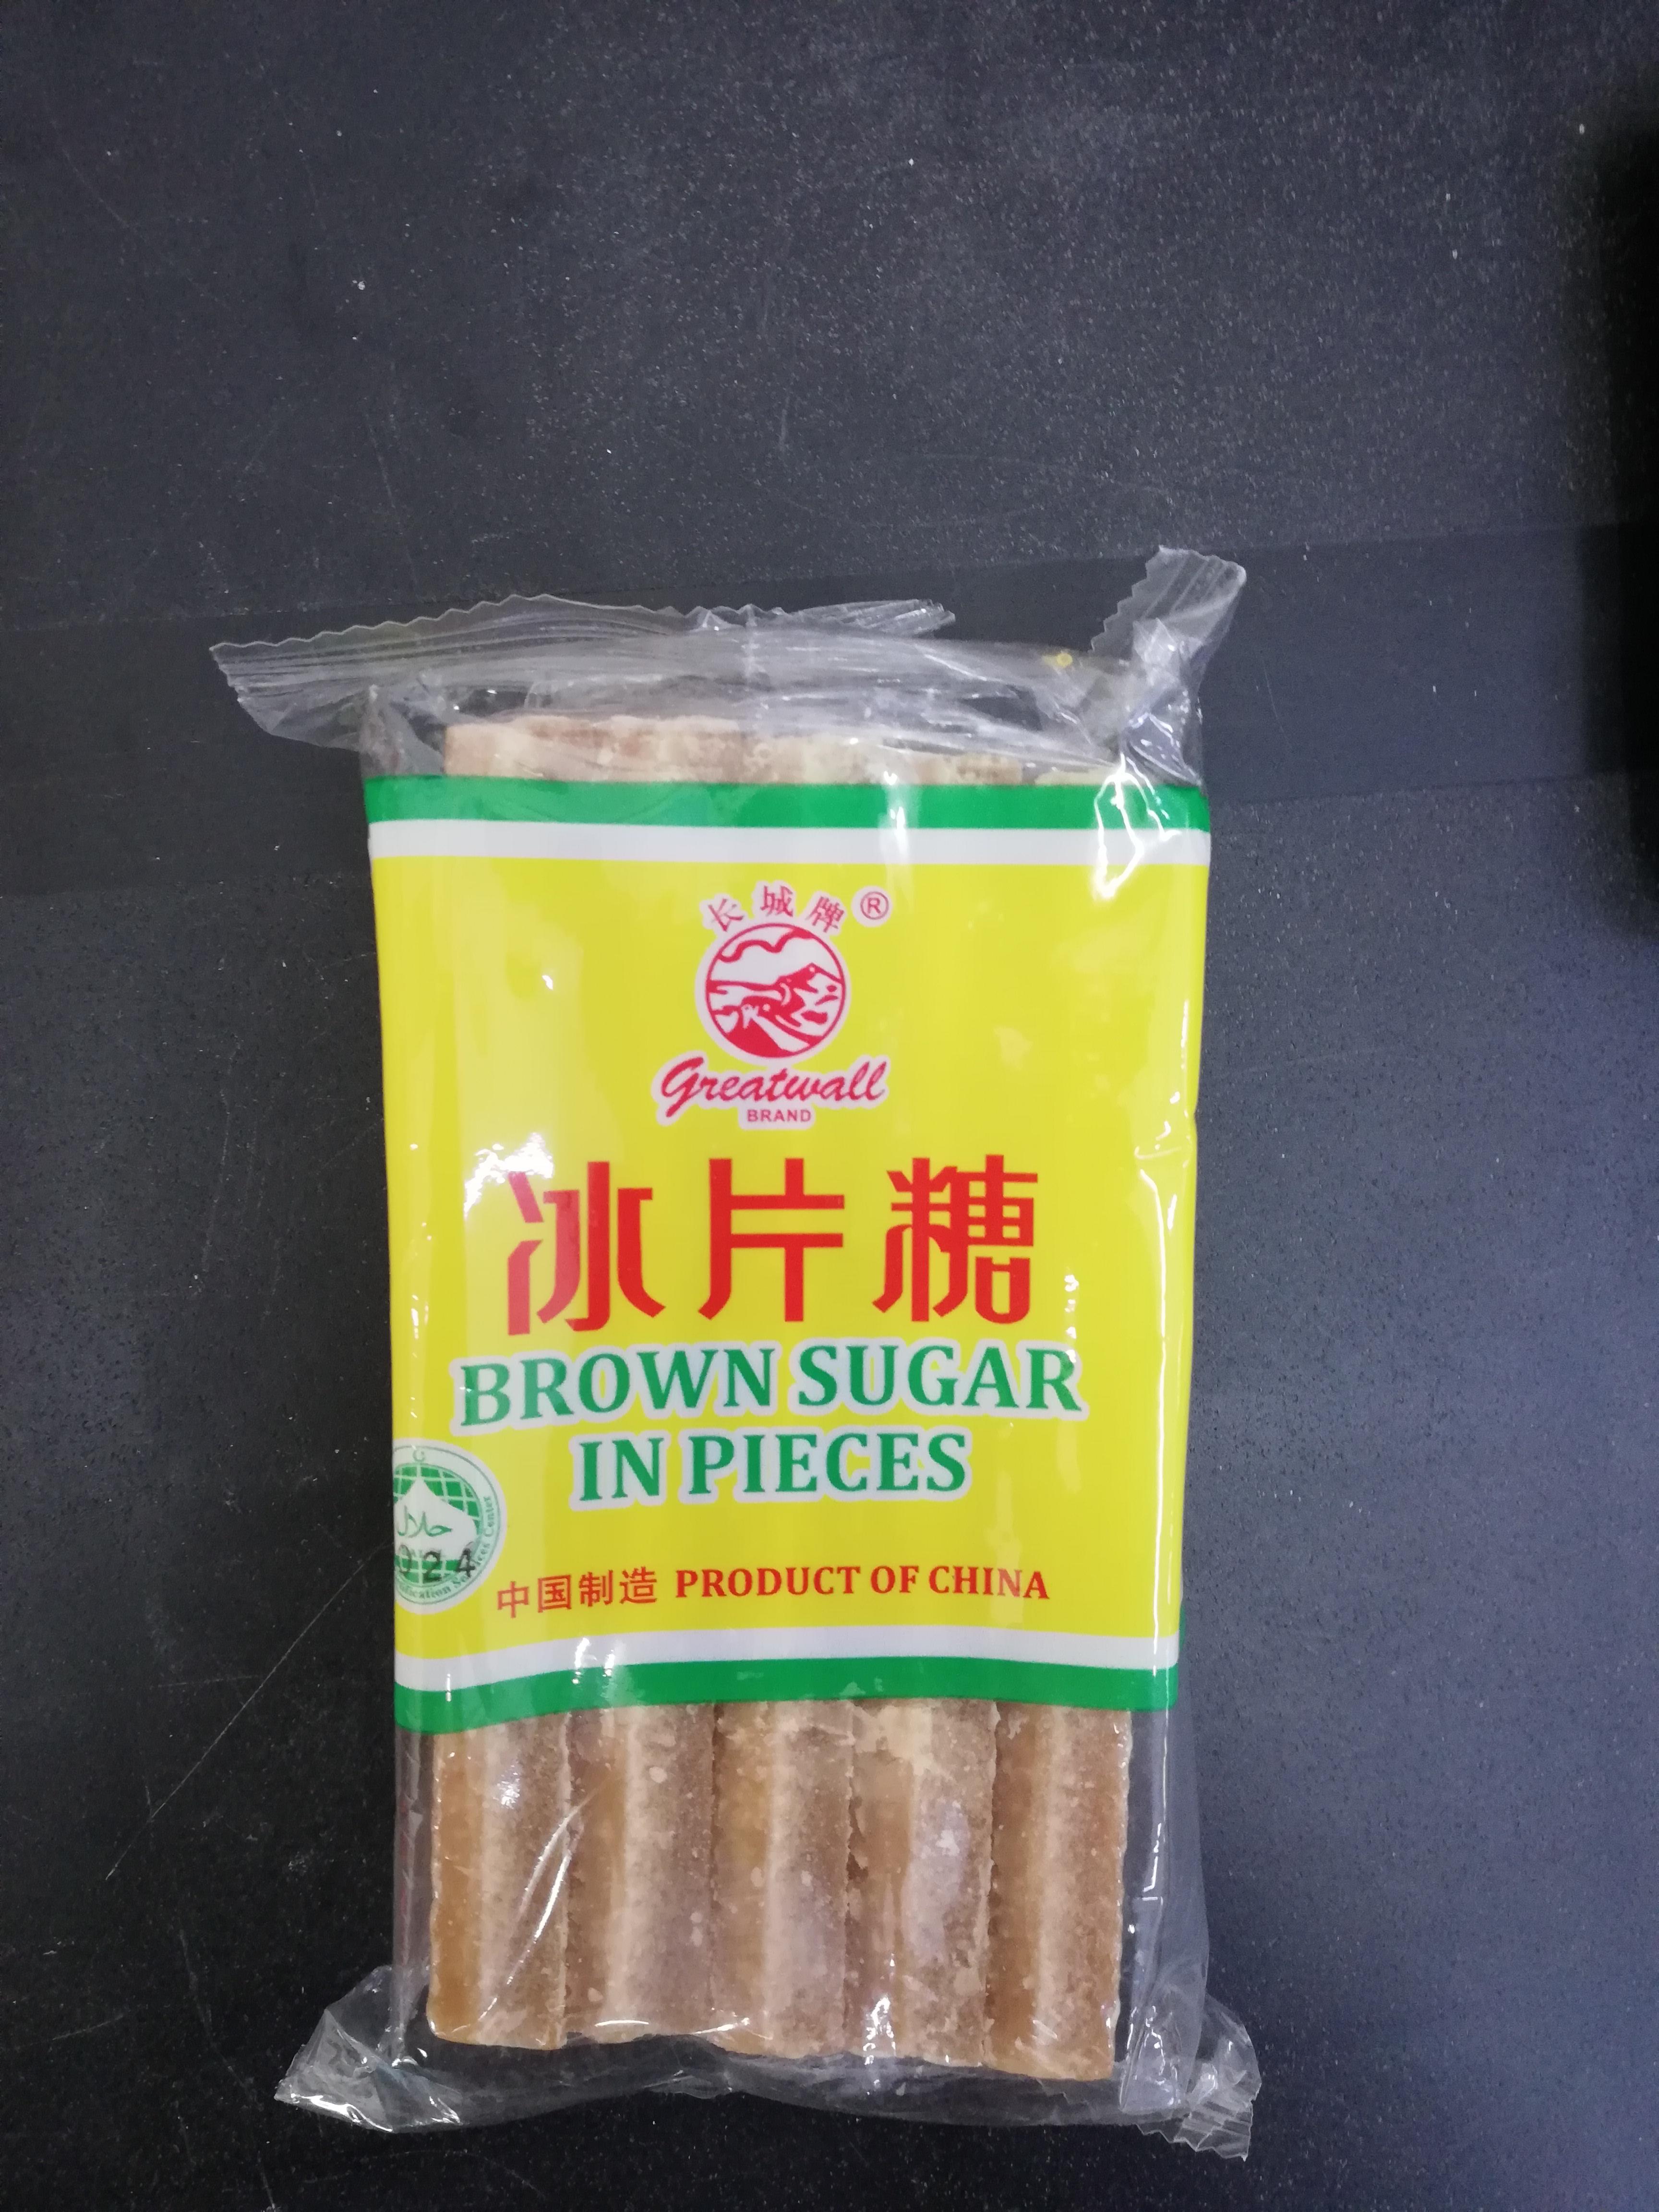 长城牌®
Greatwall
BRAND
冰片糖
BROWN SUGAR
IN PIECES
حلال
024
中国制造 PRODUCT OF CHINA